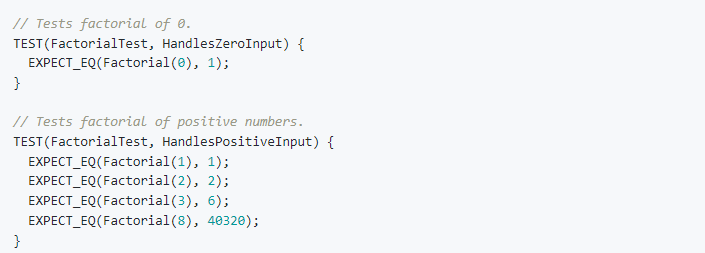 // Tests factorial of 0.
TEST(FactorialTest, HandlesZeroInput) {
  EXPECT_EQ(Factorial(0), 1);
}

// Tests factorial of positive numbers.
TEST(FactorialTest, HandlesPositiveInput) {
  EXPECT_EQ(Factorial(1), 1);
  EXPECT_EQ(Factorial(2), 2);
  EXPECT_EQ(Factorial(3), 6);
  EXPECT_EQ(Factorial(8), 40320);
}